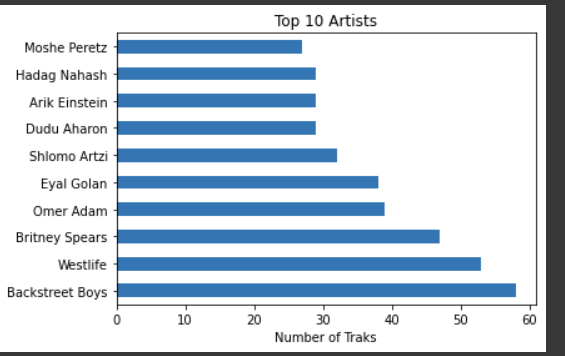 Top 10 Artists
Moshe Peretz
Hadag Nahash
Arik Einstein
Dudu Aharon
Shlomo Artzi
Eyal Golan
Omer Adam
Britney Spears
Westlife
Backstreet Boys
0 10 20 30 40 50 60
Number of Traks